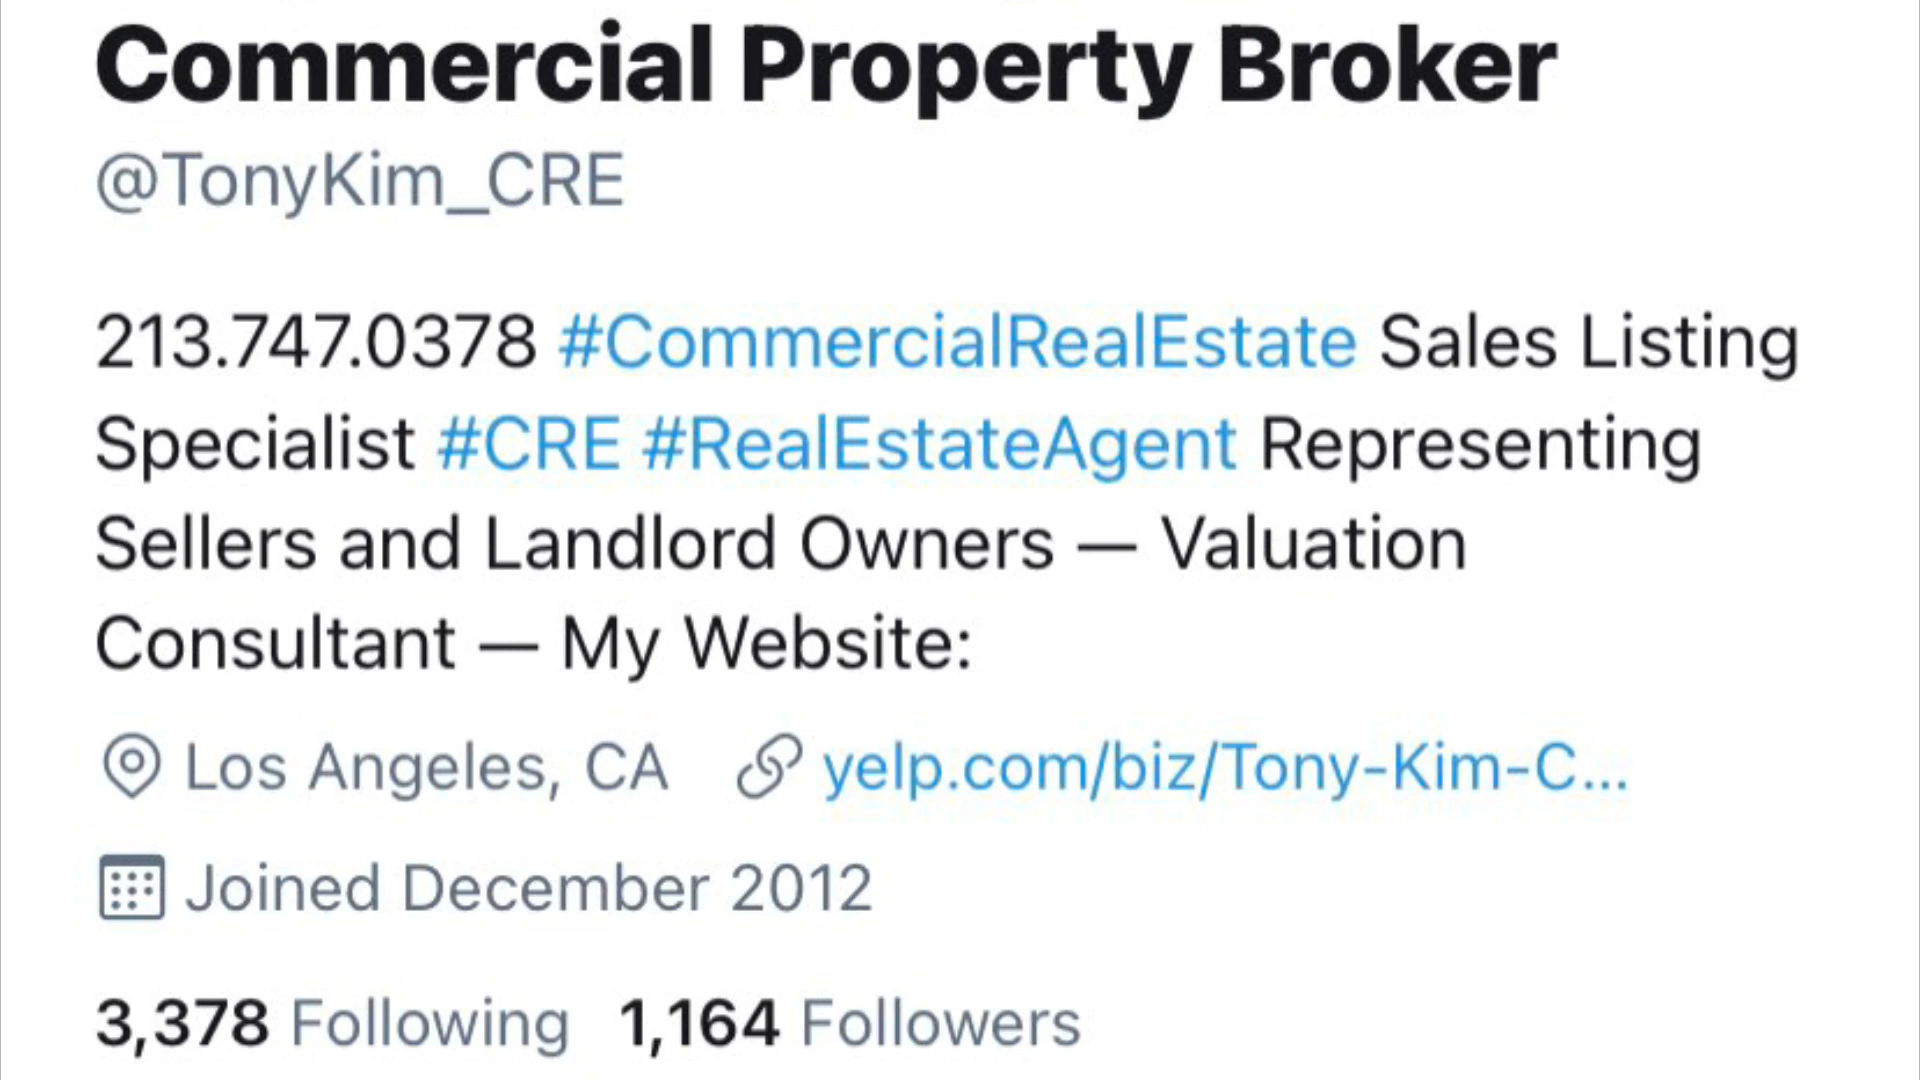 Commercial Property Broker
@TonyKim_CRE
213.747.0378 #CommercialRealEstate Sales Listing
Specialist #CRE #RealEstateAgent Representing
Sellers and Landlord Owners — Valuation
Consultant — My Website:
Los Angeles, CA yelp.com/biz/Tony-Kim-C...
Joined December 2012
3,378 Following 1,164 Followers